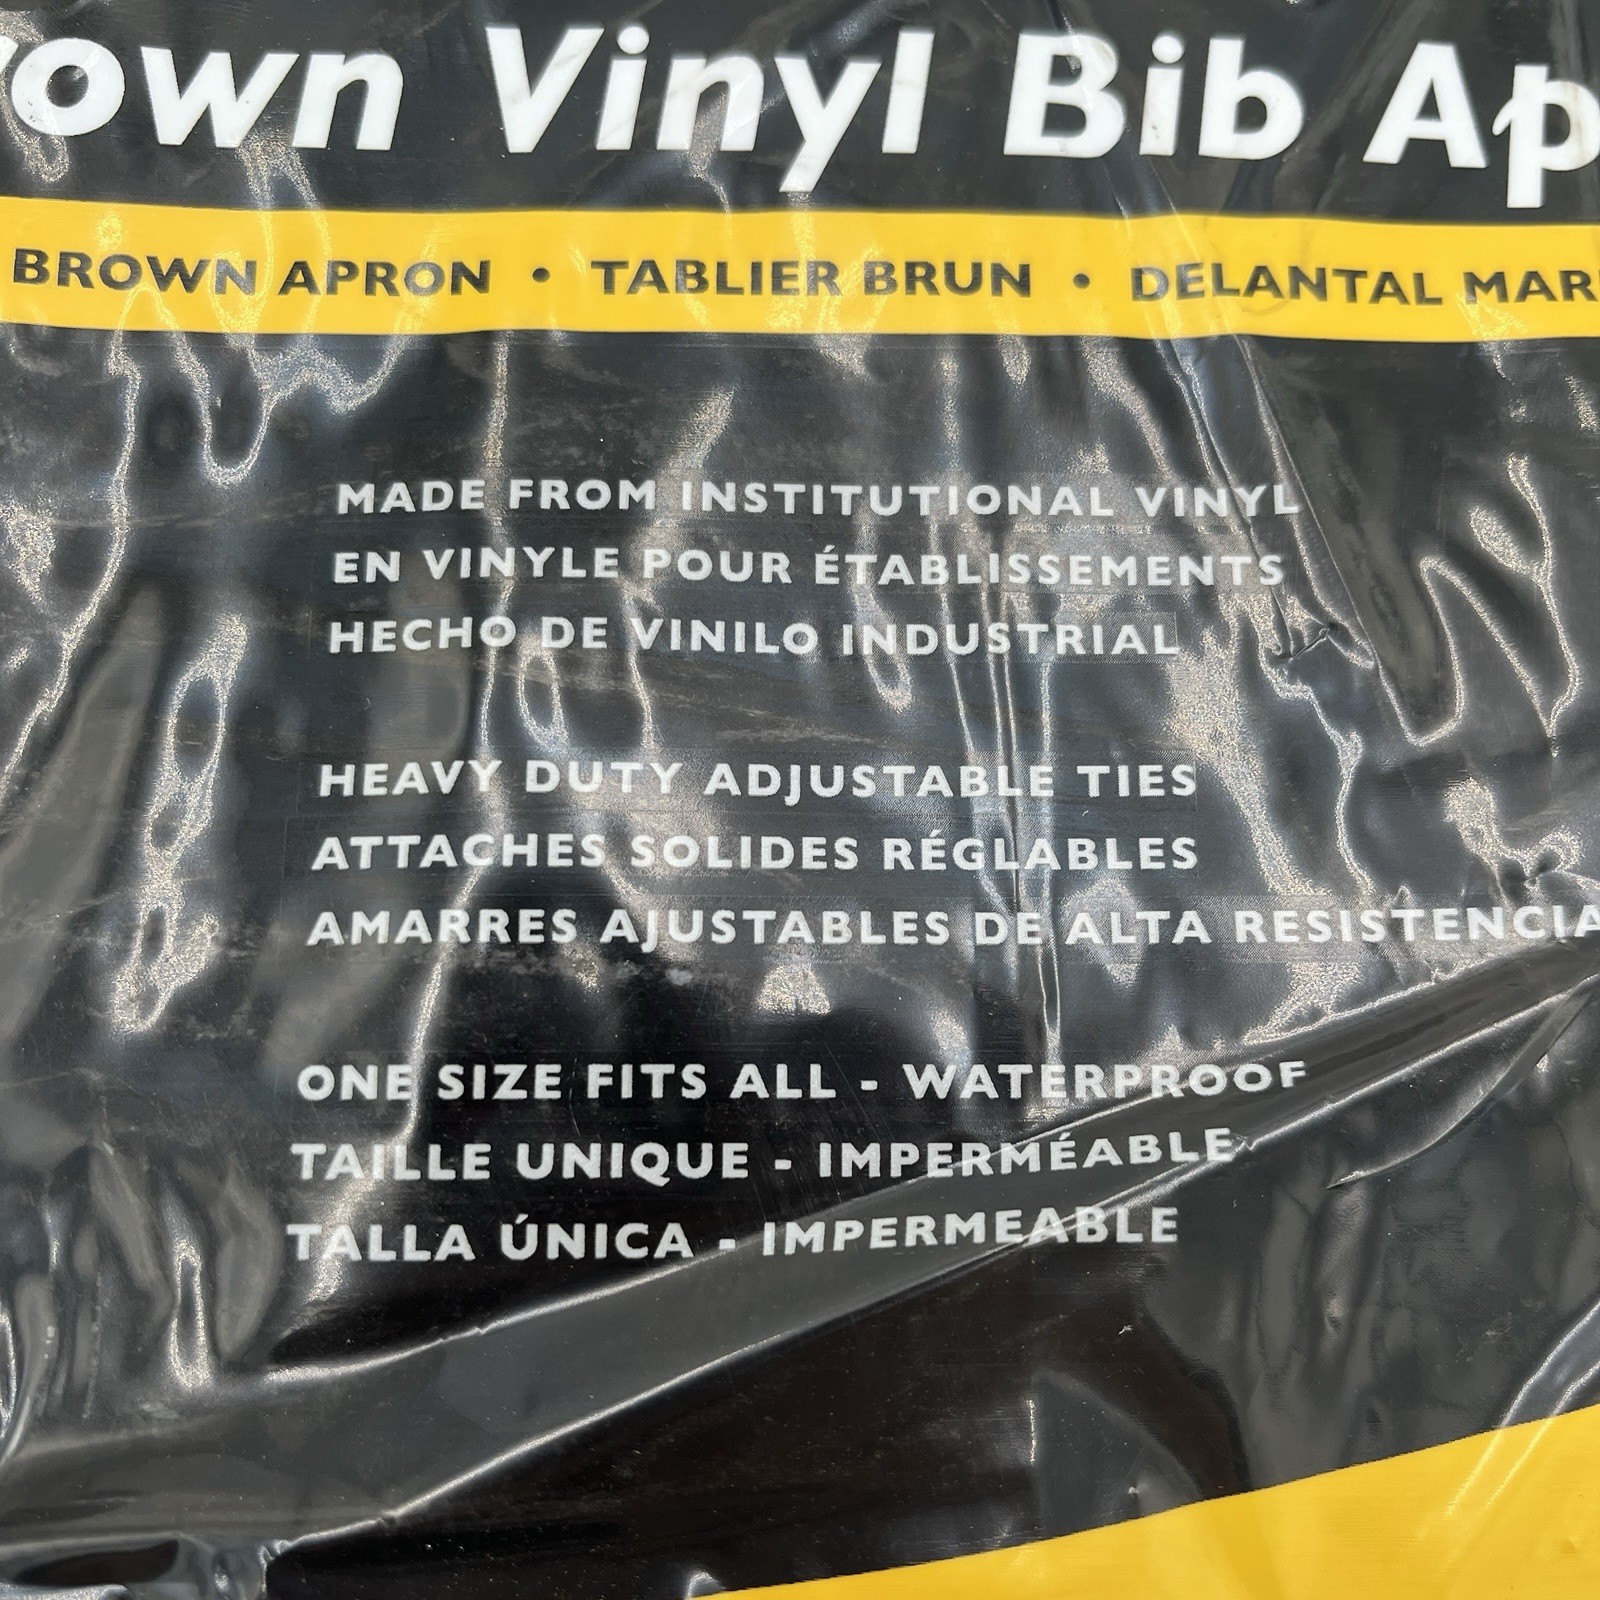 rown Vinyl Bib Ap
BROWN APRON • TABLIER BRUN • DELANTAL MAR
MADE FROM INSTITUTIONAL VINYL
EN VINYLE POUR ÉTABLISSEMENTS
HECHO DE VINILO INDUSTRIAL
HEAVY DUTY ADJUSTABLE TIES
ATTACHES SOLIDES RÉGLABLES
AMARRES AJUSTABLES DE ALTA RESISTENCIA
ONE SIZE FITS ALL - WATERPROOF
TAILLE UNIQUE - IMPERMÉABLE
TALLA ÚNICA - IMPERMEABLE